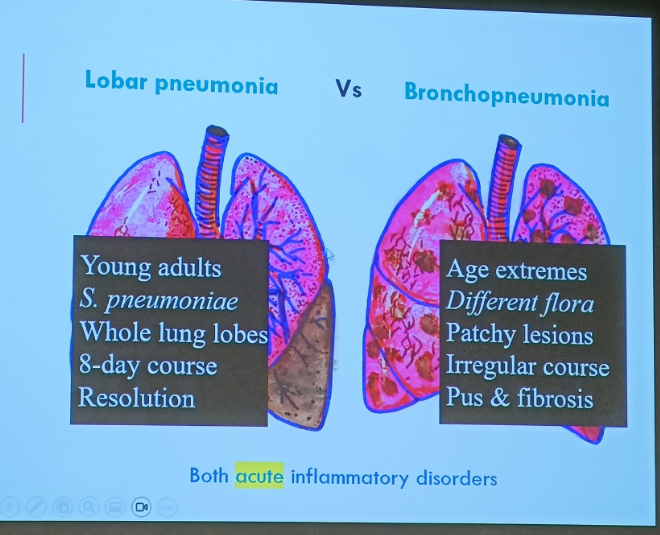 Lobar pneumonia Vs Bronchopneumonia
Young adults
S. pneumoniae
Whole lung lobes
8-day course
Resolution
Age extremes
Different flora
Patchy lesions
Irregular course
Pus & fibrosis
Both acute inflammatory disorders